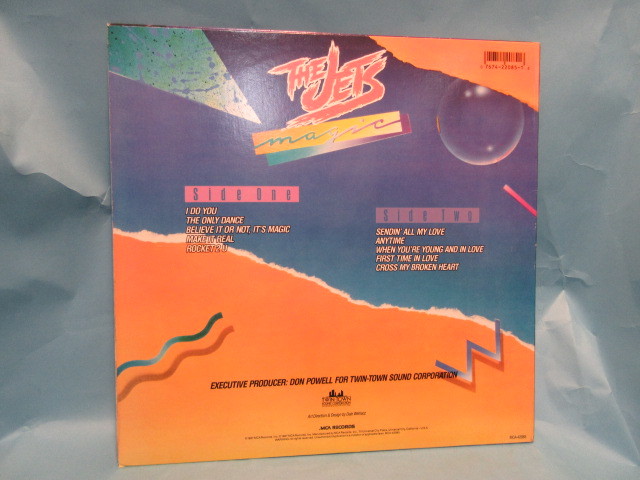 THE JETS
magic
Side One
I DO YOU
THE ONLY DANCE
BELIEVE IT OR NOT, IT'S MAGIC
MAKE IT REAL
ROCKET 2 U
Side Two
SENDIN' ALL MY LOVE
ANYTIME
WHEN YOU'RE YOUNG AND IN LOVE
FIRST TIME IN LOVE
CROSS MY BROKEN HEART
EXECUTIVE PRODUCER: DON POWELL FOR TWIN-TOWN SOUND CORPORATION
TWIN TOWN
MCA RECORDS